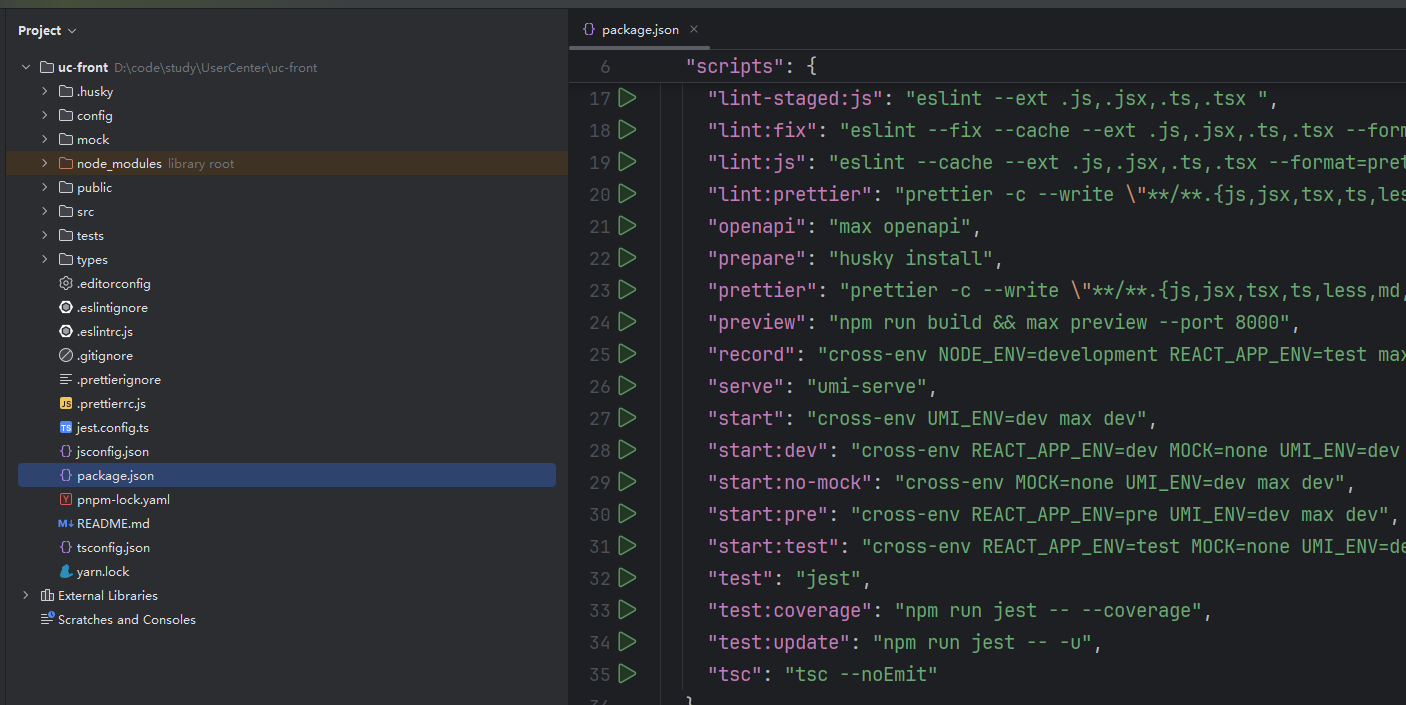 Project
uc-front D:\code\study\UserCenter\uc-front
.husky
config
mock
node_modules library root
public
src
tests
types
.editorconfig
.eslintignore
.eslintrc.js
.gitignore
.prettierignore
.prettierrc.js
jest.config.ts
jsconfig.json
package.json
pnpm-lock.yaml
README.md
tsconfig.json
yarn.lock
External Libraries
Scratches and Consoles
package.json
6 "scripts": {
17 "lint-staged:js": "eslint --ext .js,.jsx,.ts,.tsx ",
18 "lint:fix": "eslint --fix --cache --ext .js,.jsx,.ts,.tsx --form
19 "lint:js": "eslint --cache --ext .js,.jsx,.ts,.tsx --format=pret
20 "lint:prettier": "prettier -c --write \"**/**.{js,jsx,tsx,ts,les
21 "openapi": "max openapi",
22 "prepare": "husky install",
23 "prettier": "prettier -c --write \"**/**.{js,jsx,tsx,ts,less,md,
24 "preview": "npm run build && max preview --port 8000",
25 "record": "cross-env NODE_ENV=development REACT_APP_ENV=test max
26 "serve": "umi-serve",
27 "start": "cross-env UMI_ENV=dev max dev",
28 "start:dev": "cross-env REACT_APP_ENV=dev MOCK=none UMI_ENV=dev
29 "start:no-mock": "cross-env MOCK=none UMI_ENV=dev max dev",
30 "start:pre": "cross-env REACT_APP_ENV=pre UMI_ENV=dev max dev",
31 "start:test": "cross-env REACT_APP_ENV=test MOCK=none UMI_ENV=de
32 "test": "jest",
33 "test:coverage": "npm run jest -- --coverage",
34 "test:update": "npm run jest -- -u",
35 "tsc": "tsc --noEmit"